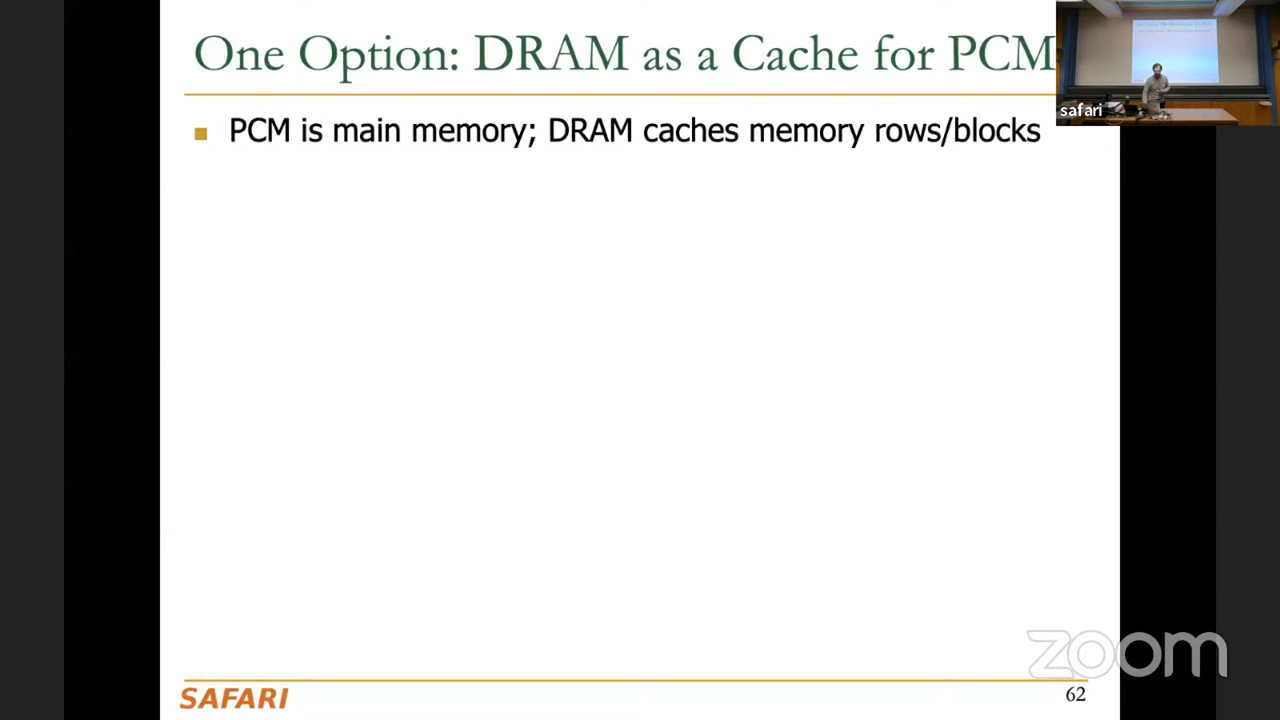 One Option: DRAM as a Cache for PCM
safari
PCM is main memory; DRAM caches memory rows/blocks
zoom
SAFARI
62